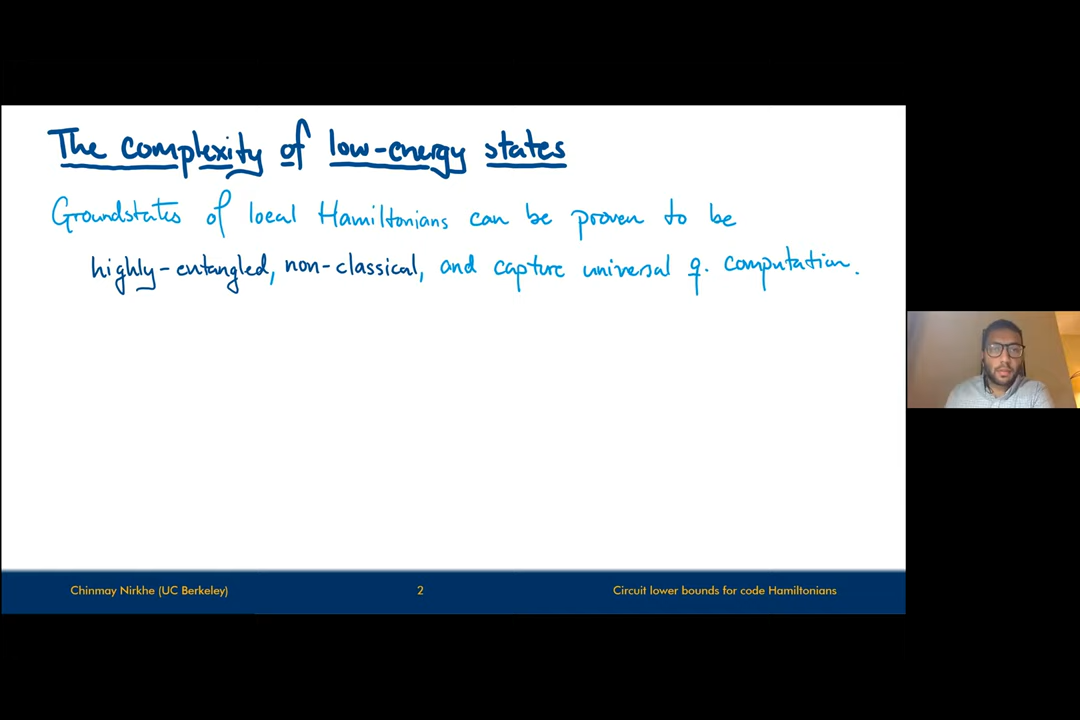 The complexity of low-energy states
Groundstates of local Hamiltonians can be proven to be
highly-entangled, non-classical, and capture universal q. computation.
Chinmay Nirkhe (UC Berkeley) 2 Circuit lower bounds for code Hamiltonians